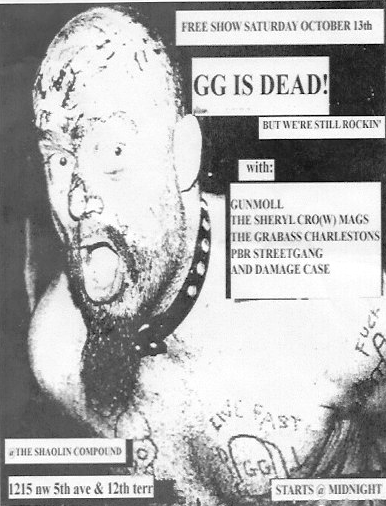 FREE SHOW SATURDAY OCTOBER 13th
GG IS DEAD!
BUT WE'RE STILL ROCKIN'
with:
GUNMOLL
THE SHERYL CRO(W) MAGS
THE GRABASS CHARLESTONS
PBR STREETGANG
AND DAMAGE CASE
FUCK
LIVE FAST
GG
@THE SHAOLIN COMPOUND
1215 nw 5th ave & 12th terr
STARTS @ MIDNIGHT